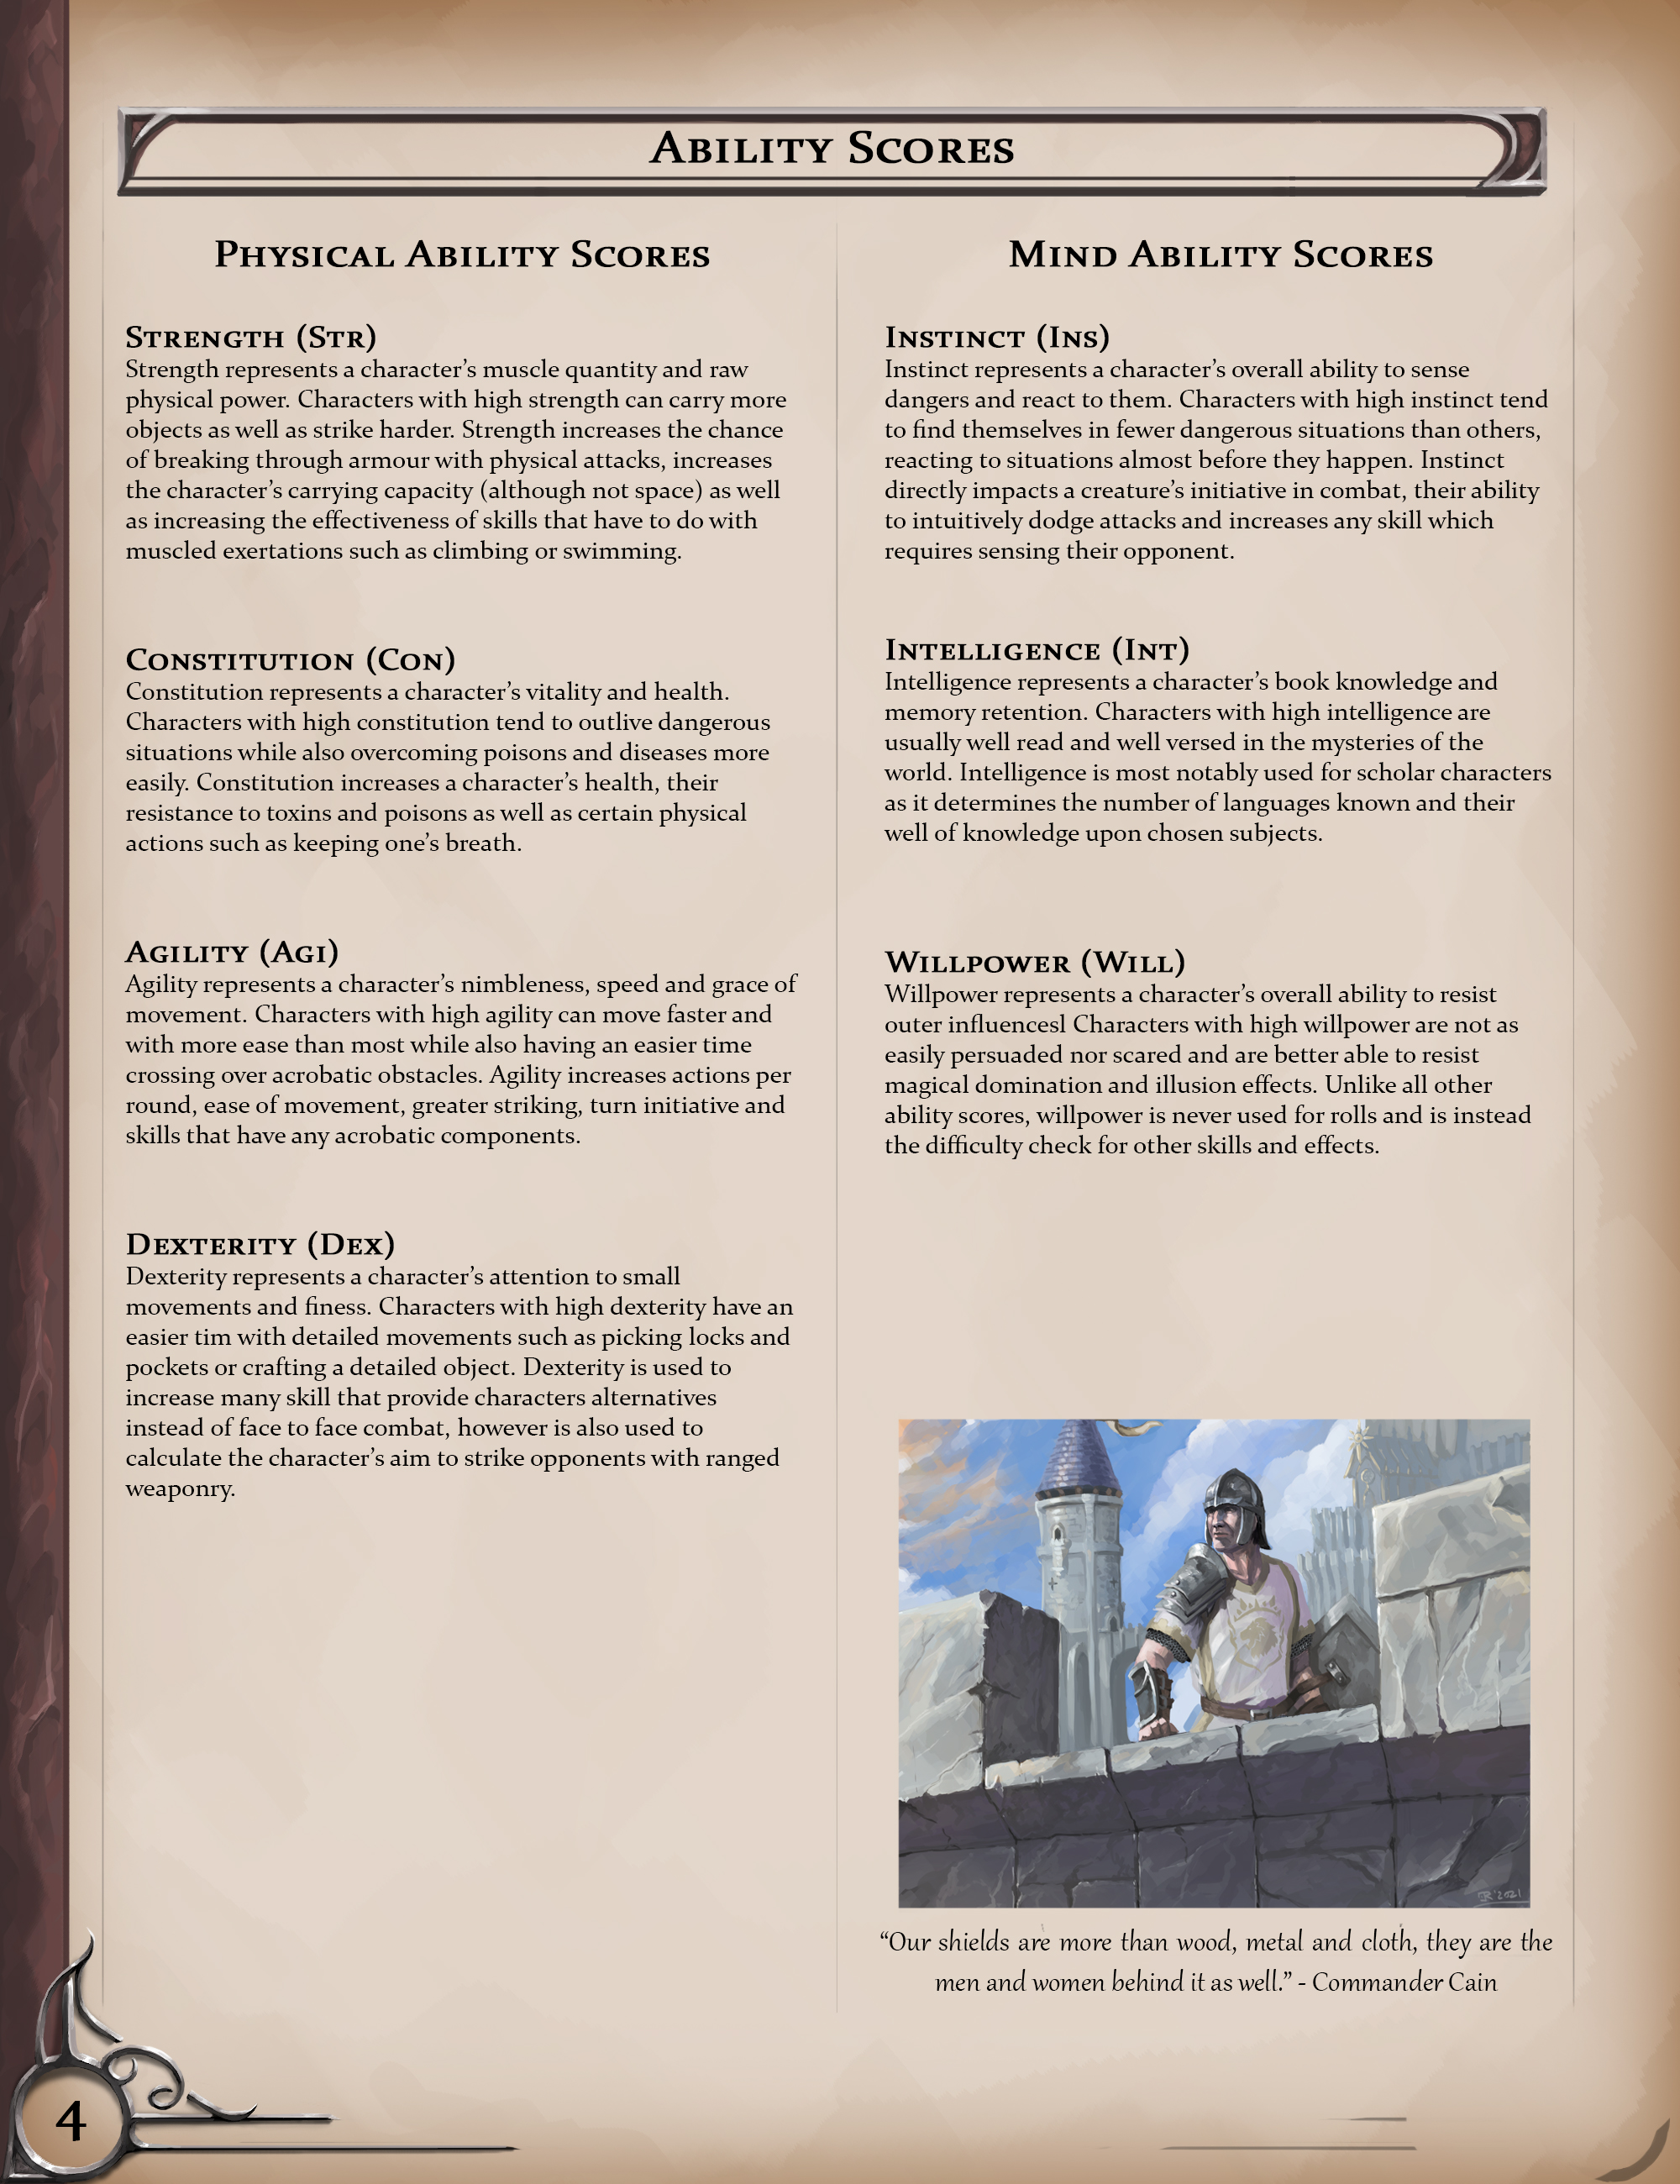 Ability Scores
Physical Ability Scores
Strength (Str)
Strength represents a character's muscle quantity and raw
physical power. Characters with high strength can carry more
objects as well as strike harder. Strength increases the chance
of breaking through armour with physical attacks, increases
the character's carrying capacity (although not space) as well
as increasing the effectiveness of skills that have to do with
muscled exertations such as climbing or swimming.
Constitution (Con)
Constitution represents a character's vitality and health.
Characters with high constitution tend to outlive dangerous
situations while also overcoming poisons and diseases more
easily. Constitution increases a character's health, their
resistance to toxins and poisons as well as certain physical
actions such as keeping one's breath.
Agility (Agi)
Agility represents a character's nimbleness, speed and grace of
movement. Characters with high agility can move faster and
with more ease than most while also having an easier time
crossing over acrobatic obstacles. Agility increases actions per
round, ease of movement, greater striking, turn initiative and
skills that have any acrobatic components.
Dexterity (Dex)
Dexterity represents a character's attention to small
movements and finess. Characters with high dexterity have an
easier tim with detailed movements such as picking locks and
pockets or crafting a detailed object. Dexterity is used to
increase many skill that provide characters alternatives
instead of face to face combat, however is also used to
calculate the character's aim to strike opponents with ranged
weaponry.
Mind Ability Scores
Instinct (Ins)
Instinct represents a character's overall ability to sense
dangers and react to them. Characters with high instinct tend
to find themselves in fewer dangerous situations than others,
reacting to situations almost before they happen. Instinct
directly impacts a creature's initiative in combat, their ability
to intuitively dodge attacks and increases any skill which
requires sensing their opponent.
Intelligence (Int)
Intelligence represents a character's book knowledge and
memory retention. Characters with high intelligence are
usually well read and well versed in the mysteries of the
world. Intelligence is most notably used for scholar characters
as it determines the number of languages known and their
well of knowledge upon chosen subjects.
Willpower (Will)
Willpower represents a character's overall ability to resist
outer influencesl Characters with high willpower are not as
easily persuaded nor scared and are better able to resist
magical domination and illusion effects. Unlike all other
ability scores, willpower is never used for rolls and is instead
the difficulty check for other skills and effects.
"Our shields are more than wood, metal and cloth, they are the
men and women behind it as well." - Commander Cain
4